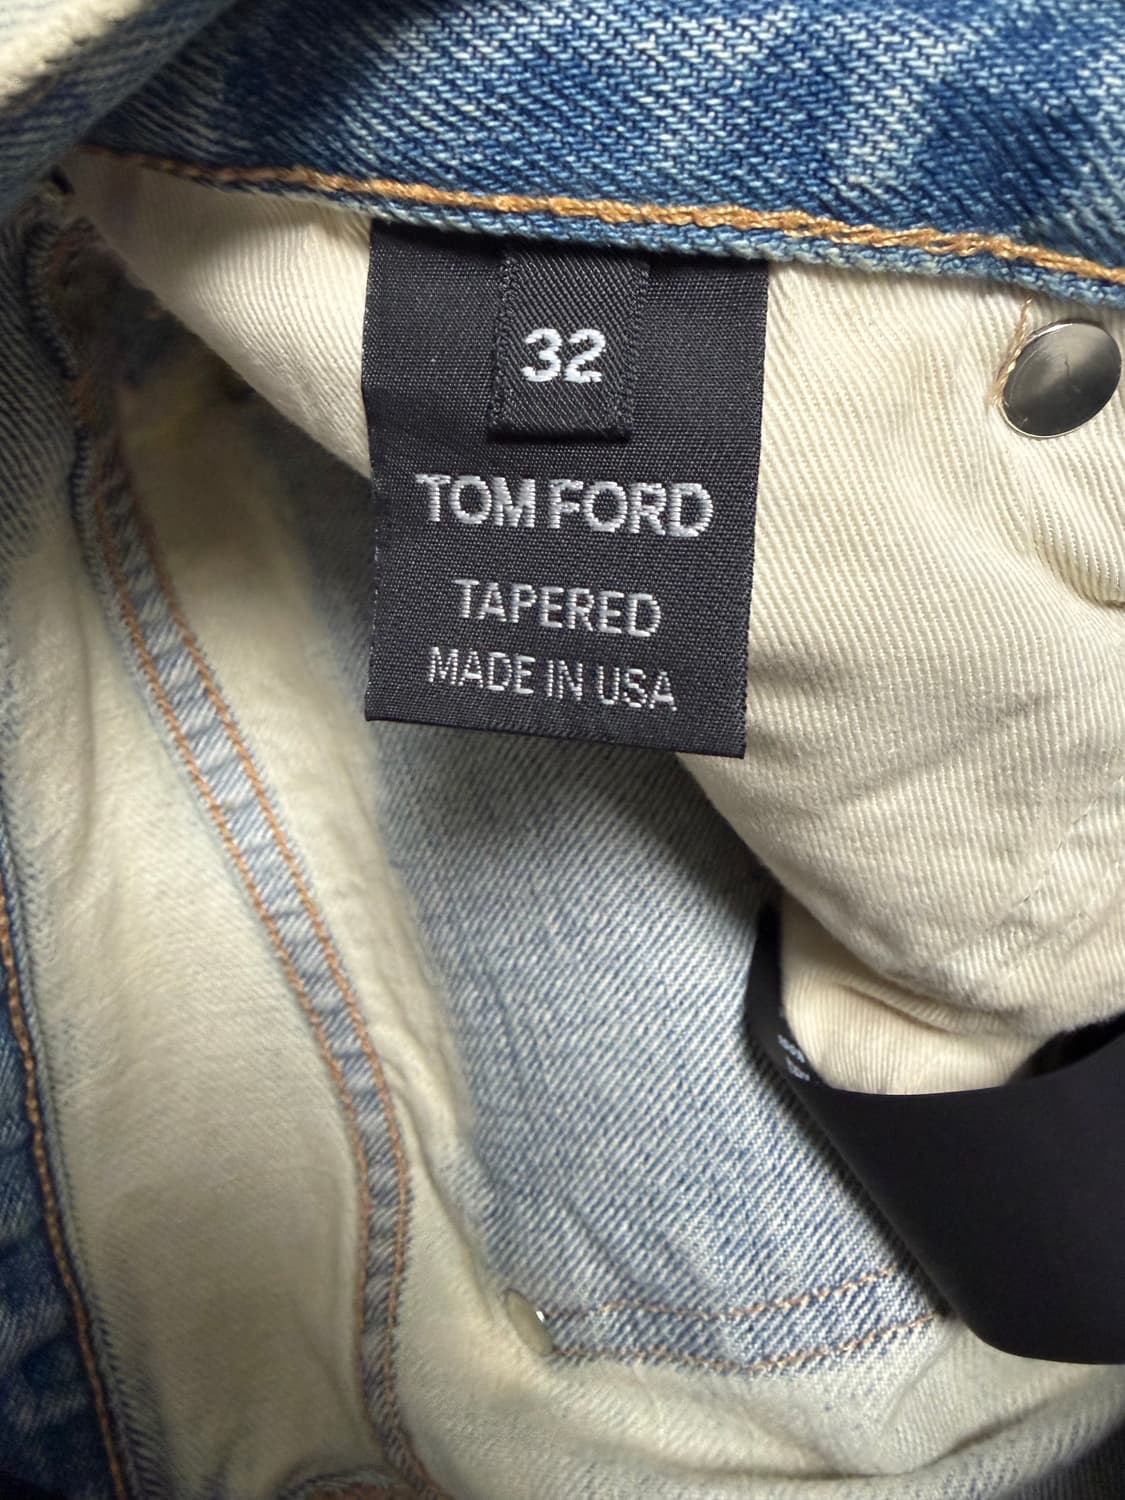 32
TOM FORD
TAPERED
MADE IN USA